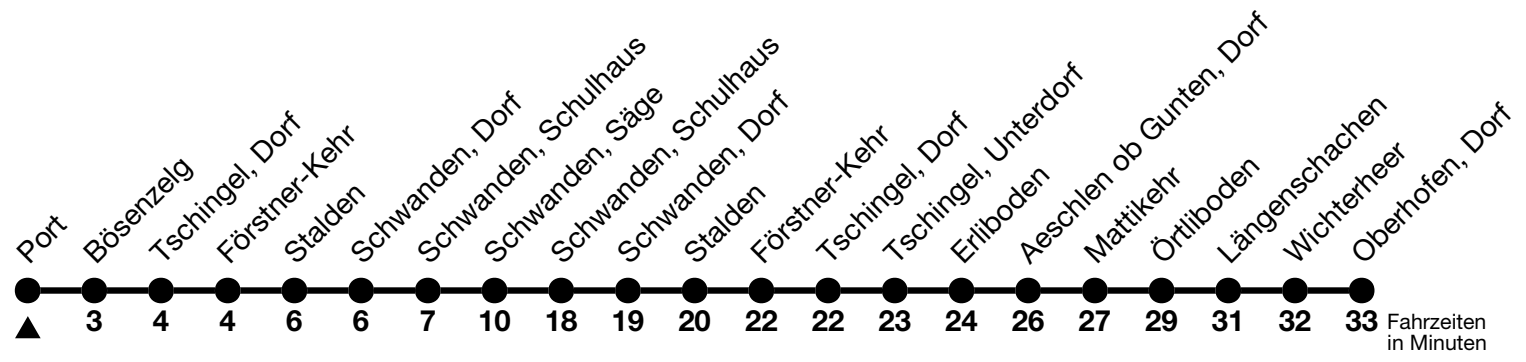 Port
Bösenzelg
Tschingel, Dorf
Förstner-Kehr
Stalden
Schwanden, Dorf
Schwanden, Schulhaus
Schwanden, Säge
Schwanden, Schulhaus
Schwanden, Dorf
Stalden
Förstner-Kehr
Tschingel, Dorf
Tschingel, Unterdorf
Erliboden
Aeschlen ob Gunten, Dorf
Mattikehr
Örtliboden
Längenschachen
Wichterheer
Oberhofen, Dorf
3 4 4 6 6 7 10 18 19 20 22 22 23 24 26 27 29 31 32 33 Fahrzeiten
in Minuten